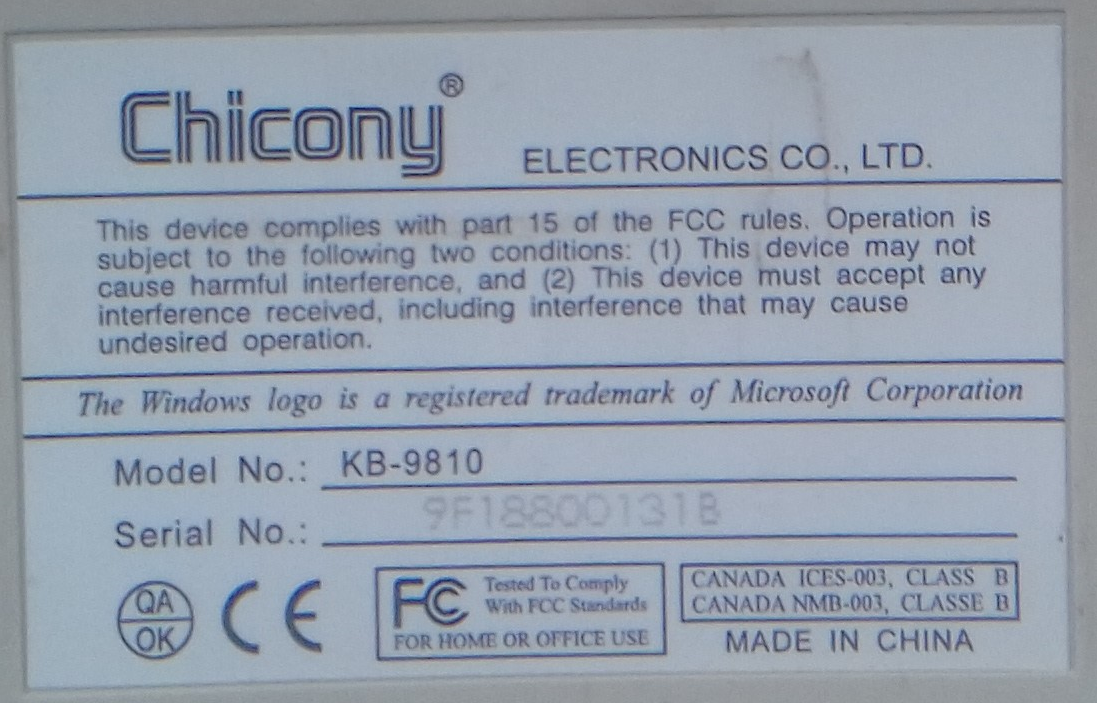 Chicony®
ELECTRONICS CO., LTD.
This device complies with part 15 of the FCC rules. Operation is
subject to the following two conditions: (1) This device may not
cause harmful interference, and (2) This device must accept any
interference received, including interference that may cause
undesired operation.
The Windows logo is a registered trademark of Microsoft Corporation
Model No.: KB-9810
Serial No.:
QA
OK
CE
FC Tested To Comply
With FCC Standards
FOR HOME OR OFFICE USE
CANADA ICES-003, CLASS B
CANADA NMB-003, CLASSE B
MADE IN CHINA